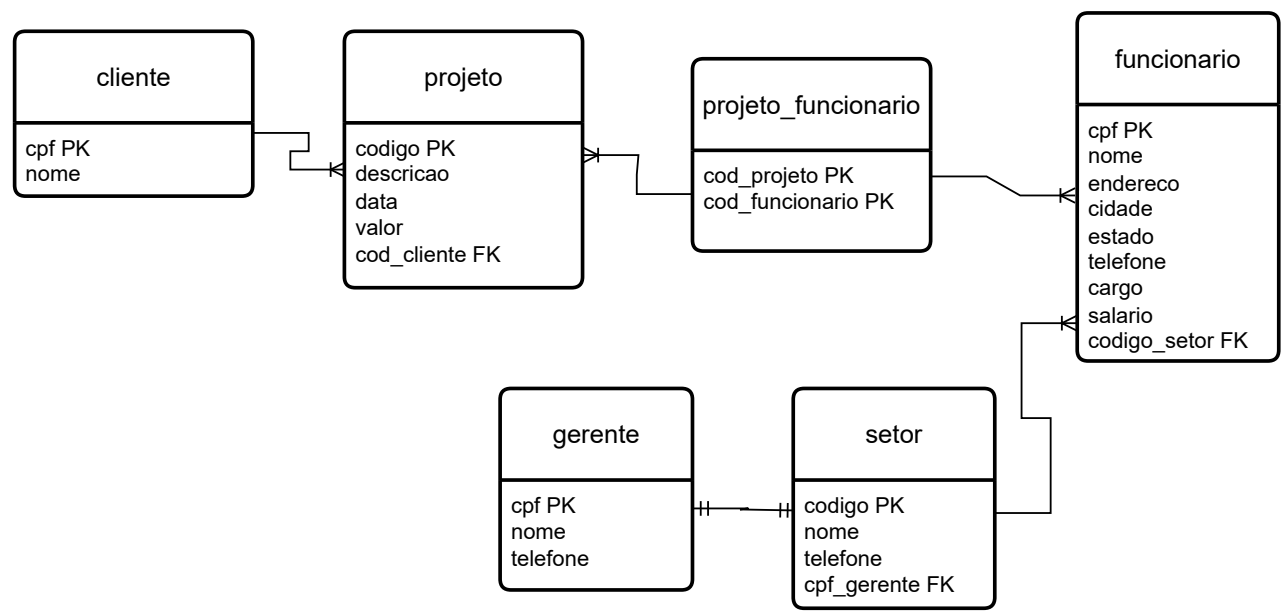 cliente
cpf PK
nome
projeto
codigo PK
descricao
data
valor
cod_cliente FK
projeto_funcionario
cod_projeto PK
cod_funcionario PK
funcionario
cpf PK
nome
endereco
cidade
estado
telefone
cargo
salario
codigo_setor FK
gerente
cpf PK
nome
telefone
setor
codigo PK
nome
telefone
cpf_gerente FK